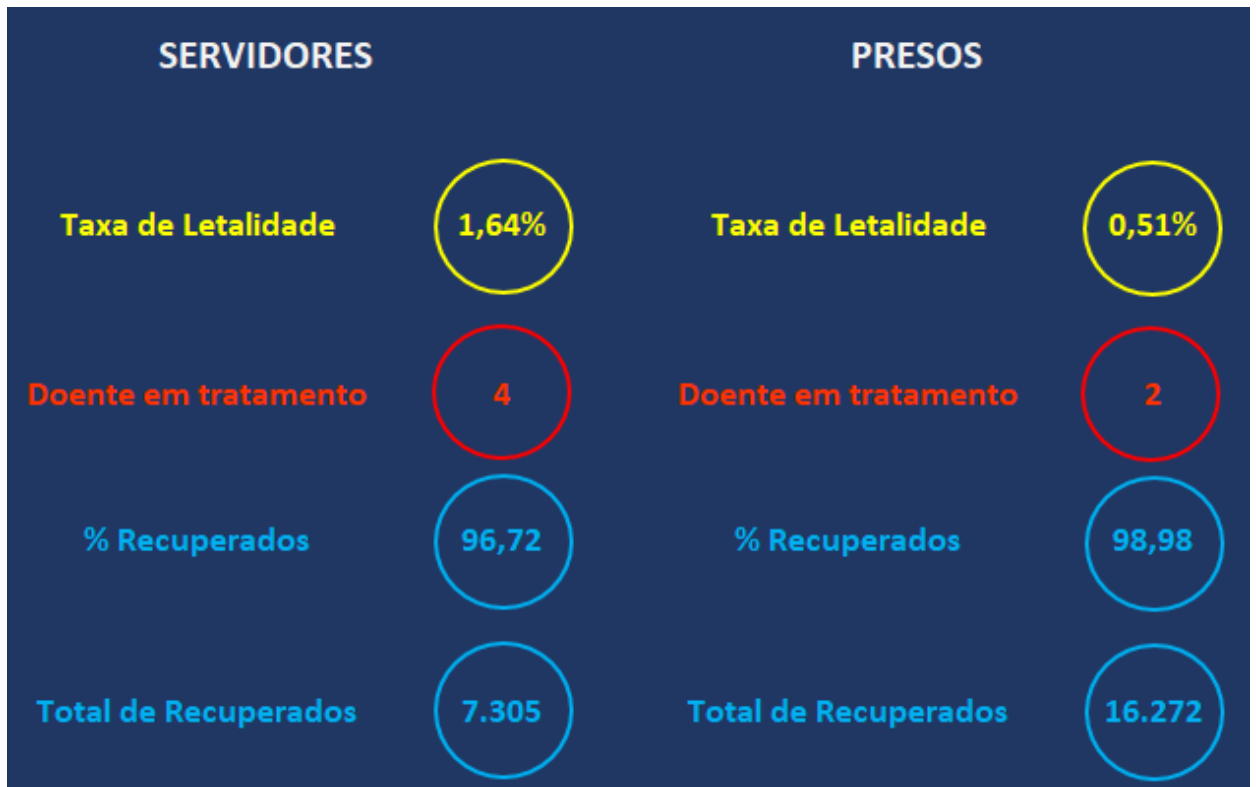 SERVIDORES
PRESOS
Taxa de Letalidade 1,64%
Taxa de Letalidade 0,51%
Doente em tratamento 4
Doente em tratamento 2
% Recuperados 96,72
% Recuperados 98,98
Total de Recuperados 7.305
Total de Recuperados 16.272